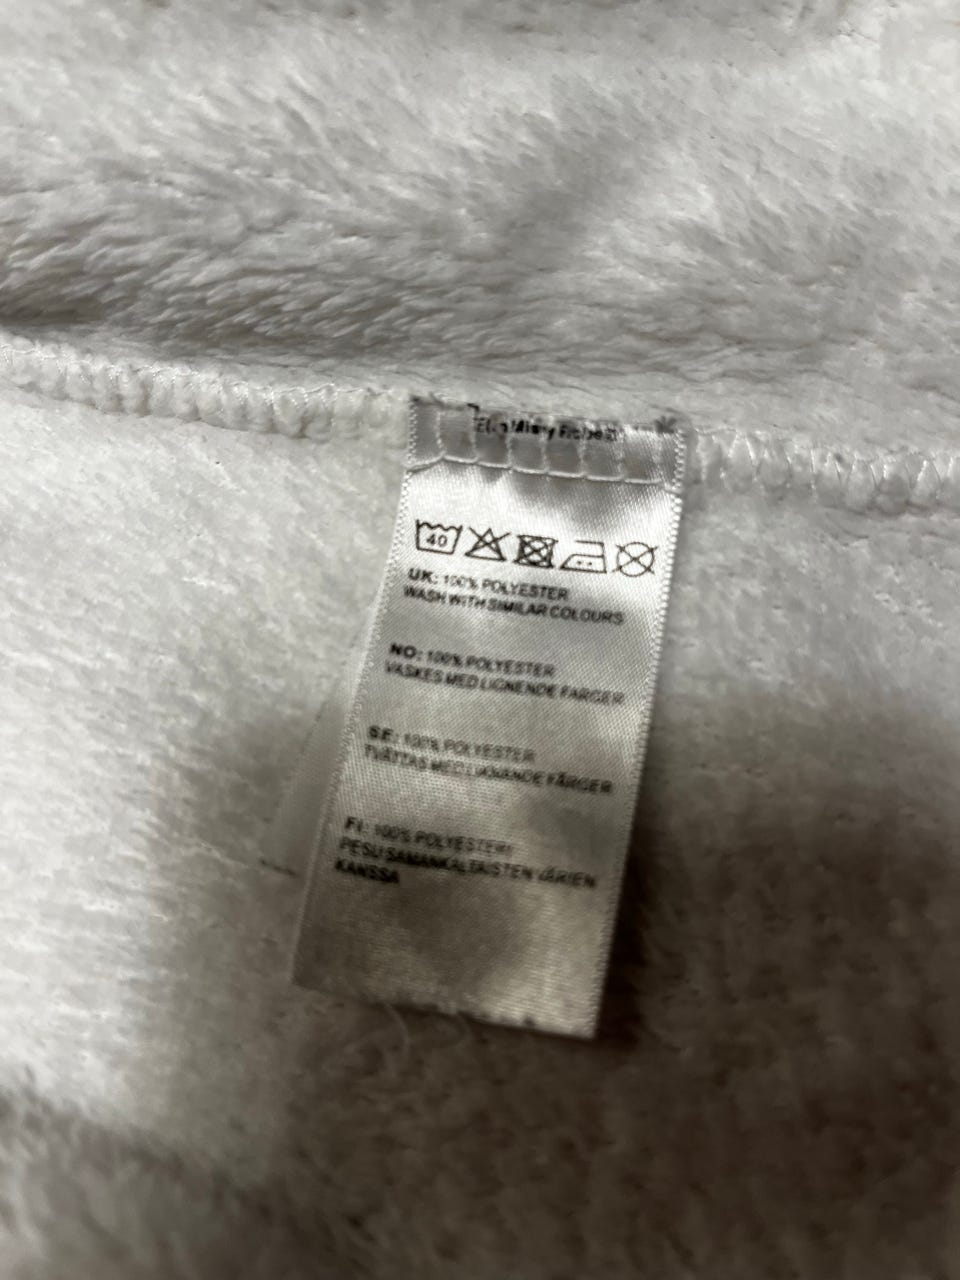 40
UK: 100% POLYESTER
WASH WITH SIMILAR COLOURS
NO: 100% POLYESTER
VASKES MED LIGNENDE FARGER
SE: 100% POLYESTER
TVÄTTAS MED LIKNANDE FÄRGER
FI: 100% POLYESTERI
PESU SAMANKALTAISTEN VÄRIEN
KANSSA